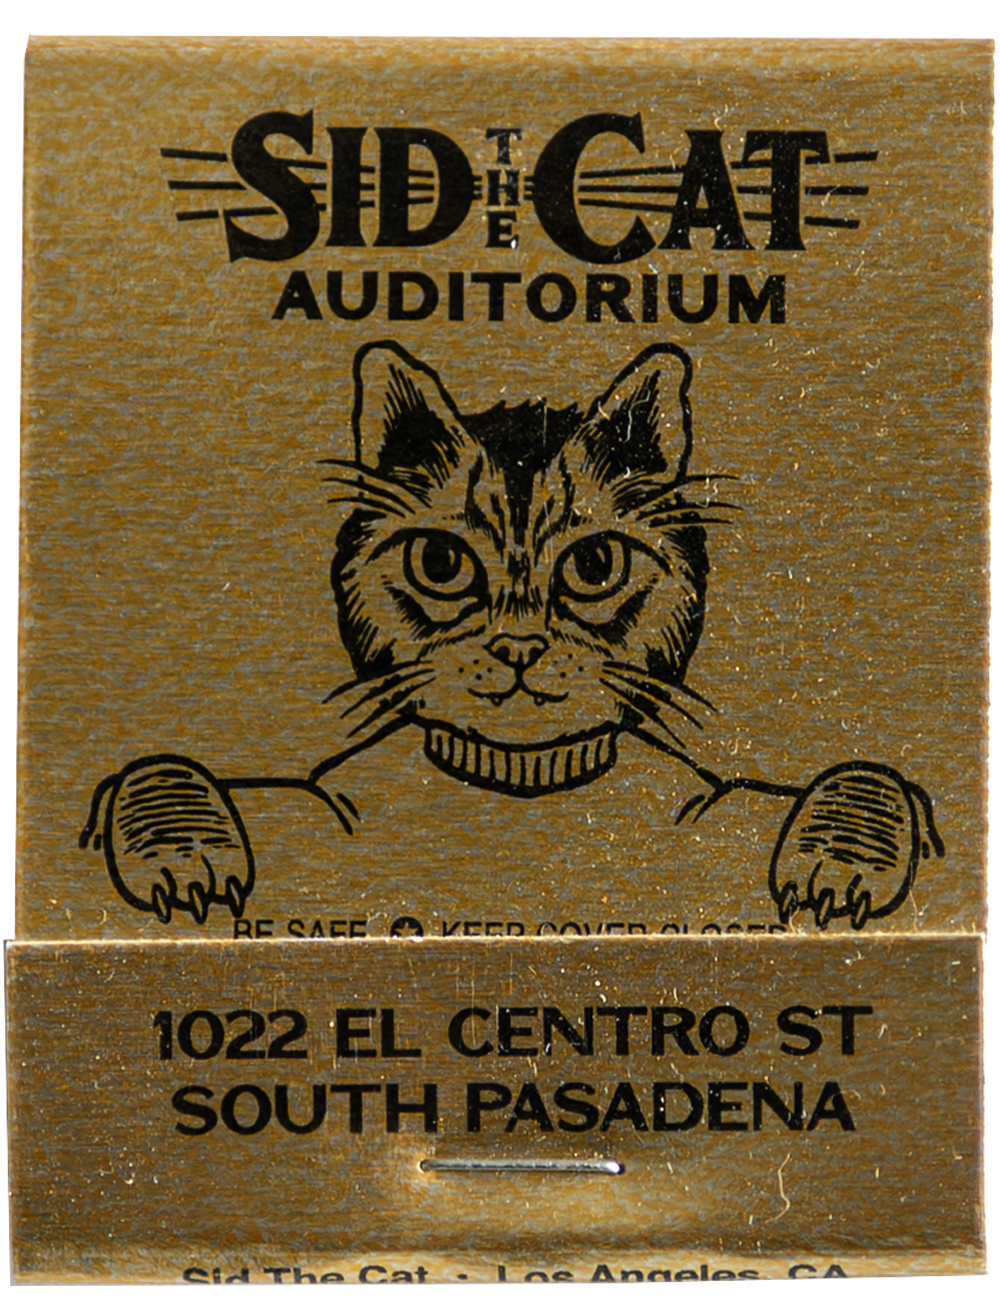 SID THE CAT
AUDITORIUM
BE SAFE ✪ KEEP COVER CLOSED
1022 EL CENTRO ST
SOUTH PASADENA
Sid The Cat • Los Angeles, CA